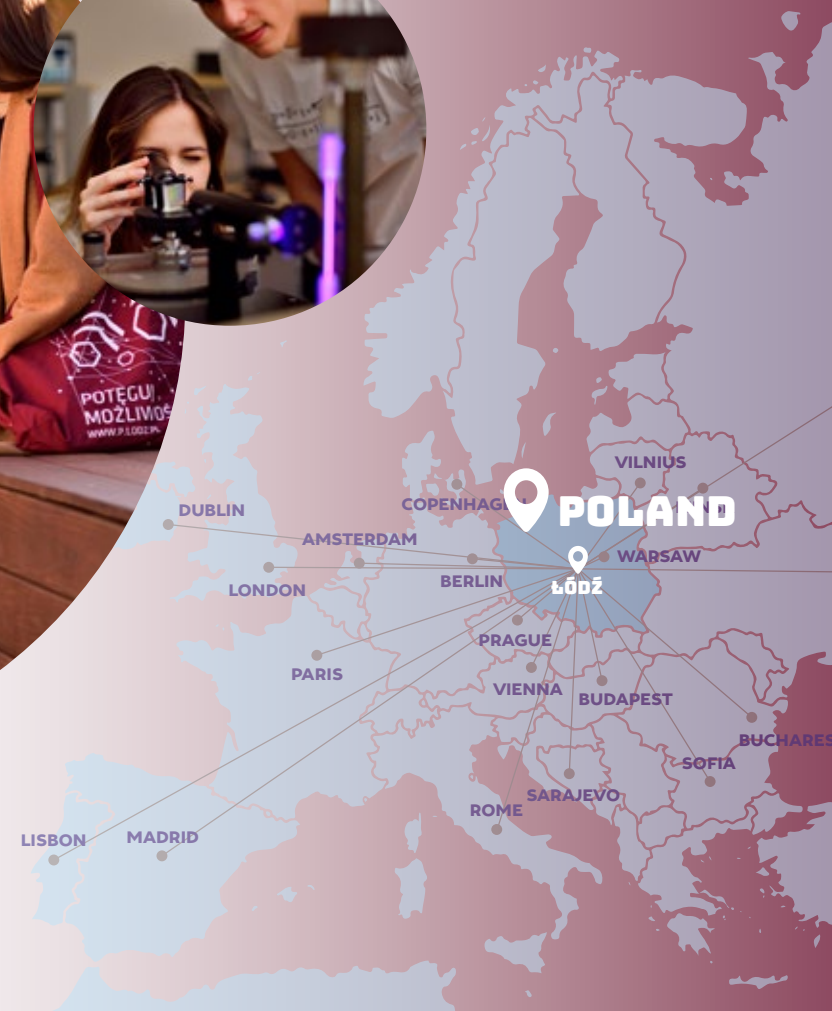 POTĘGUJ
MOŻLIWOŚ
WWW.P.LODZ.PL
VILNIUS
COPENHAG
POLAND
DUBLIN
AMSTERDAM
WARSAW
BERLIN
ŁÓDŹ
LONDON
PRAGUE
PARIS
VIENNA
BUDAPEST
BUCHARES
SOFIA
SARAJEVO
ROME
LISBON
MADRID